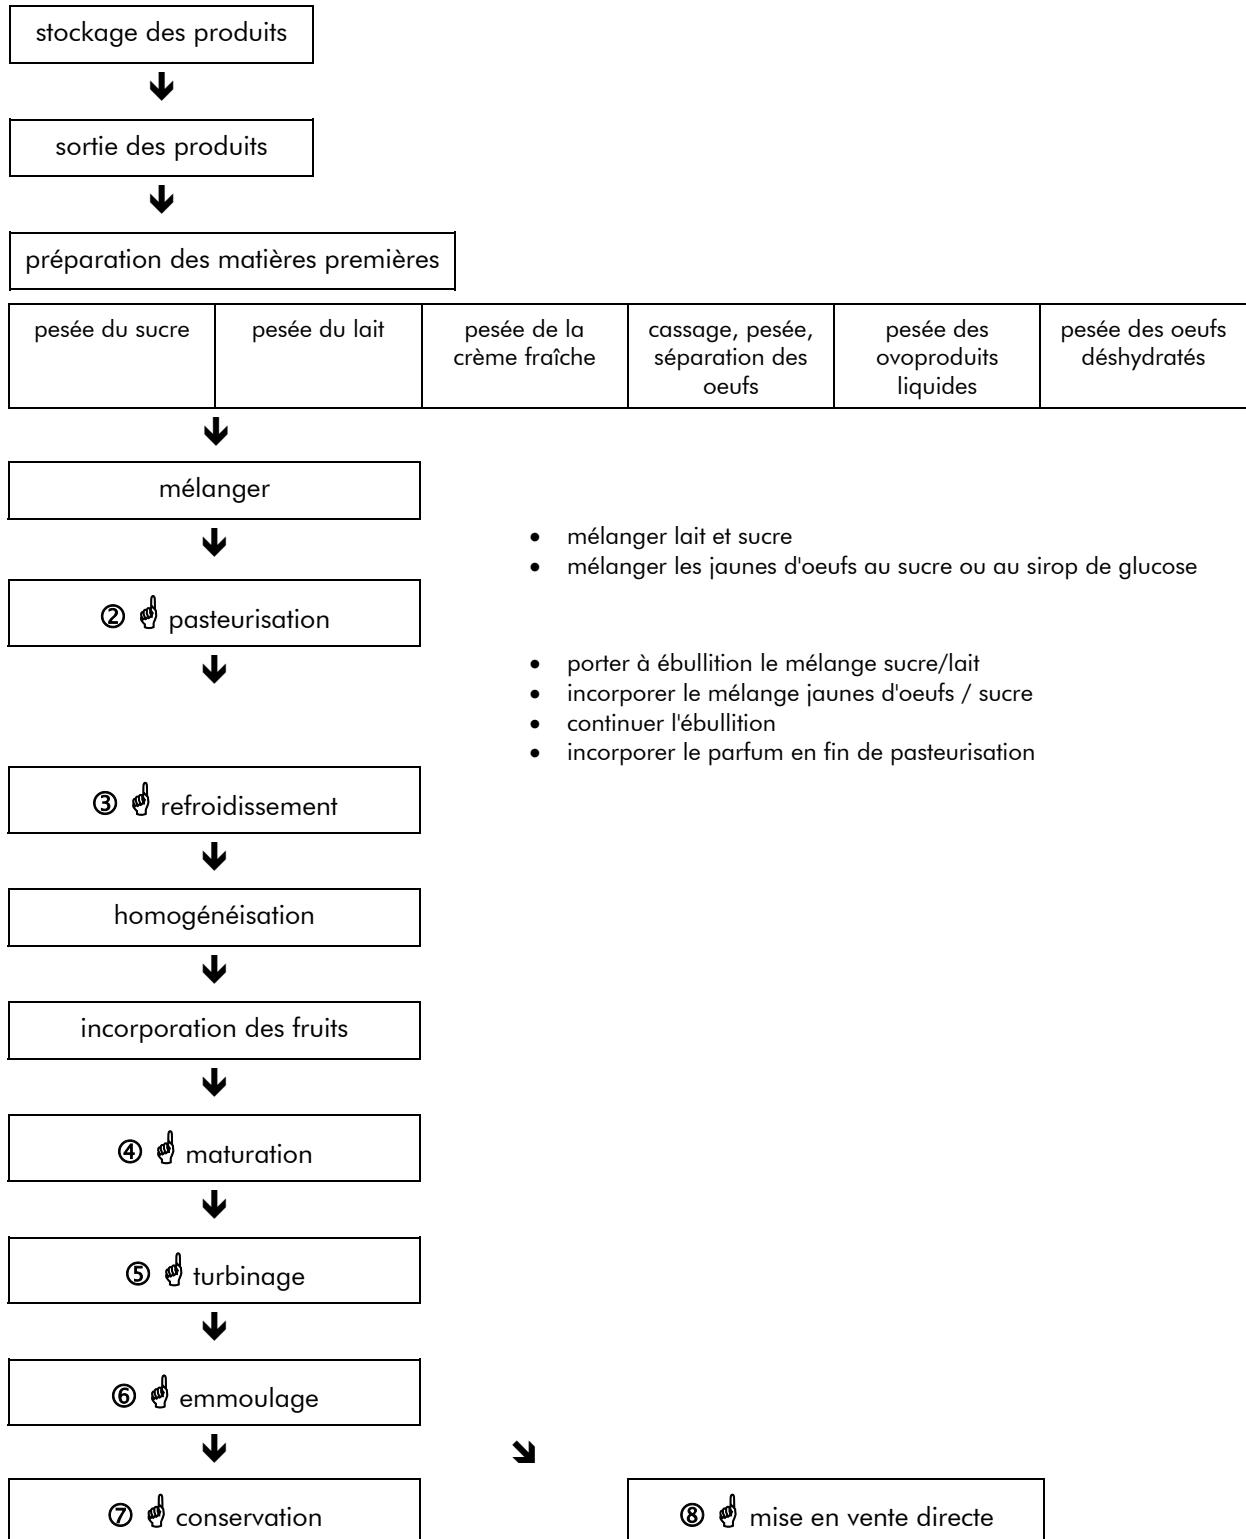 stockage des produits
sortie des produits
préparation des matières premières
pesée du sucre
pesée du lait
pesée de la
crème fraîche
cassage, pesée,
séparation des
oeufs
pesée des
ovoproduits
liquides
pesée des oeufs
déshydratés
mélanger
• mélanger lait et sucre
• mélanger les jaunes d'oeufs au sucre ou au sirop de glucose
② ☝ pasteurisation
• porter à ébullition le mélange sucre/lait
• incorporer le mélange jaunes d'oeufs / sucre
• continuer l'ébullition
• incorporer le parfum en fin de pasteurisation
③ ☝ refroidissement
homogénéisation
incorporation des fruits
④ ☝ maturation
⑤ ☝ turbinage
⑥ ☝ emmoulage
⑦ ☝ conservation
⑧ ☝ mise en vente directe